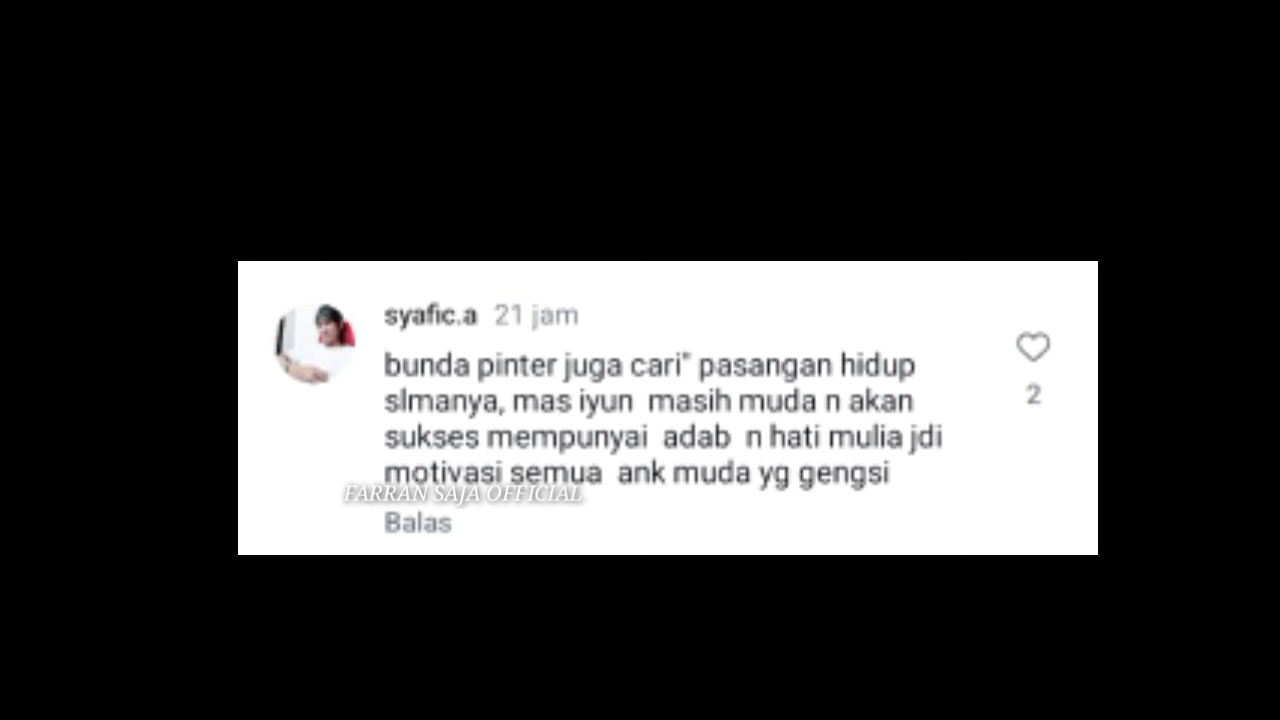 syafic.a 21 jam
bunda pinter juga cari" pasangan hidup
slmanya, mas iyun masih muda n akan
sukses mempunyai adab n hati mulia jdi
motivasi semua ank muda yg gengsi
FARRAN SAJA OFFICIAL
Balas
2